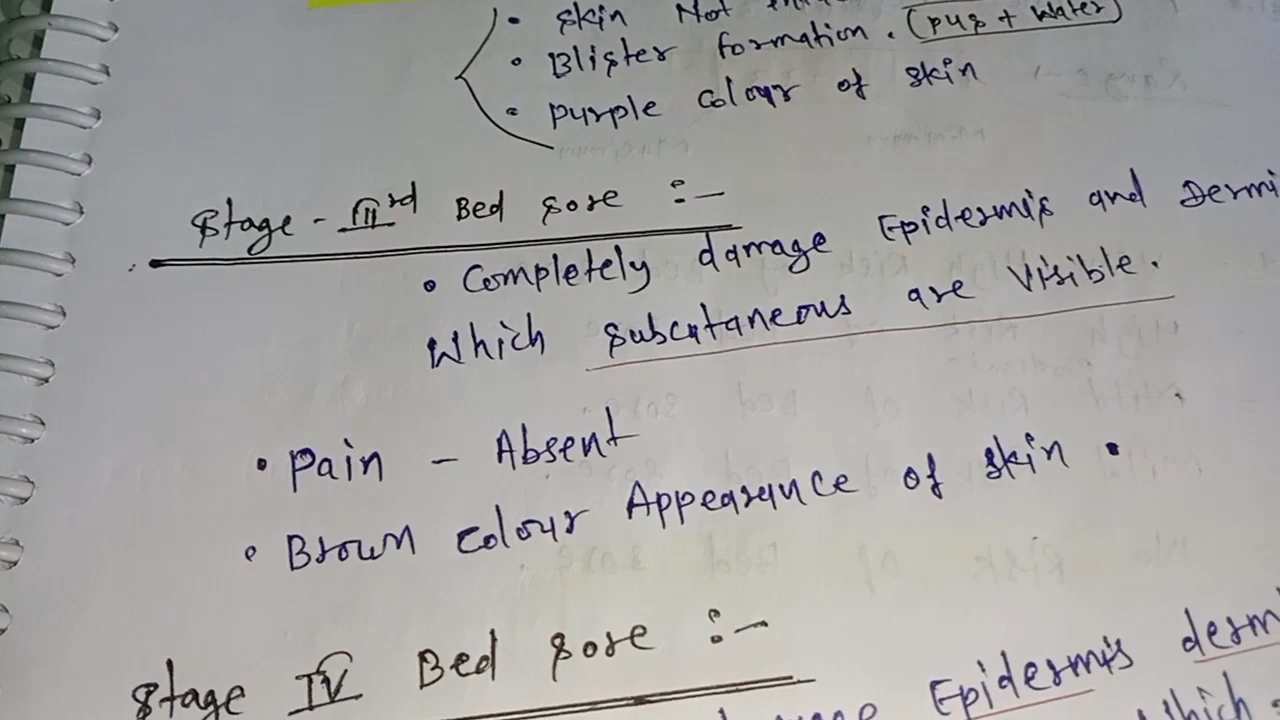 • Skin Not
• Blister formation. (pus + Water)
• Purple Colour of Skin
Stage - IIIrd Bed Sore :-
• Completely damage Epidermis and Dermi
Which Subcutaneous are Visible.
• Pain - Absent
• Brown Colour Appearance of Skin •
Stage IV Bed Sore :-
Epidermis derm
Which